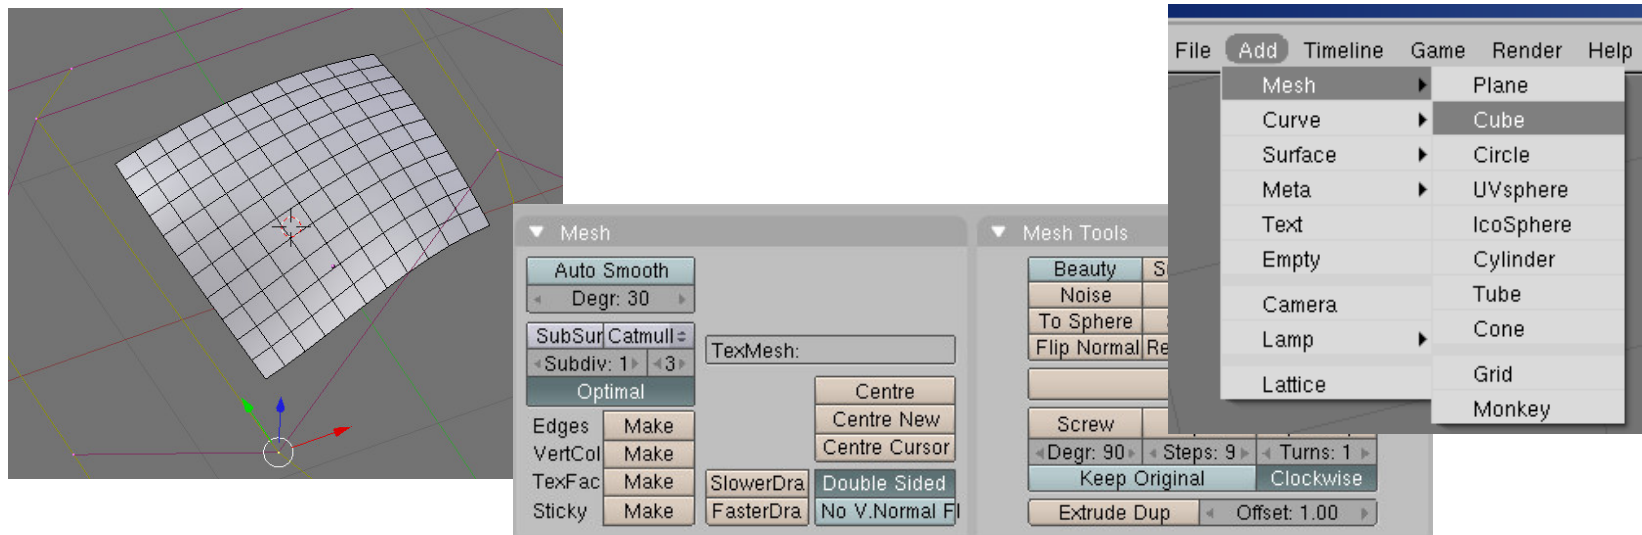 File Add Timeline Game Render Help
Mesh
Curve
Surface
Meta
Text
Empty
Camera
Lamp
Lattice
Plane
Cube
Circle
UVsphere
IcoSphere
Cylinder
Tube
Cone
Grid
Monkey
Mesh
Auto Smooth
Degr: 30
SubSur Catmull
Subdiv: 1 3
Optimal
Edges Make
VertCol Make
TexFac Make
Sticky Make
TexMesh:
Centre
Centre New
Centre Cursor
SlowerDra Double Sided
FasterDra No V.Normal Fl
Mesh Tools
Beauty
Noise
To Sphere
Flip Normal Re
Screw
Degr: 90 Steps: 9 Turns: 1
Keep Original Clockwise
Extrude Dup Offset: 1.00